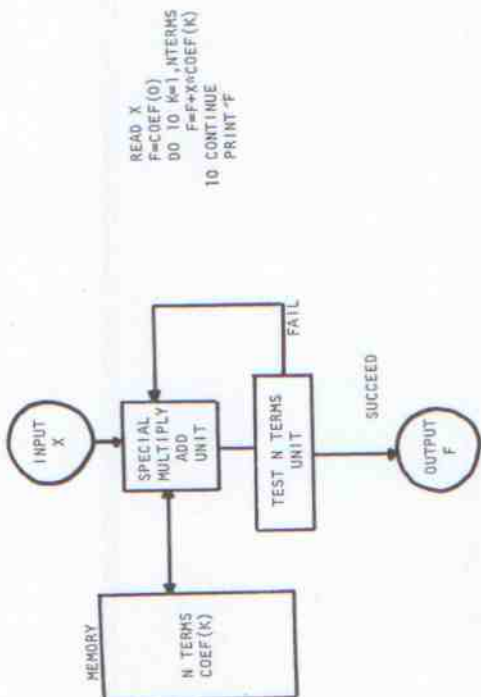 INPUT
X
MEMORY
N TERMS
COEF(K)
SPECIAL
MULTIPLY
ADD
UNIT
TEST N TERMS
UNIT
FAIL
SUCCEED
OUTPUT
F
READ X
F=COEF(0)
DO 10 K=1,NTERMS
F=F+X*COEF(K)
10 CONTINUE
PRINT F